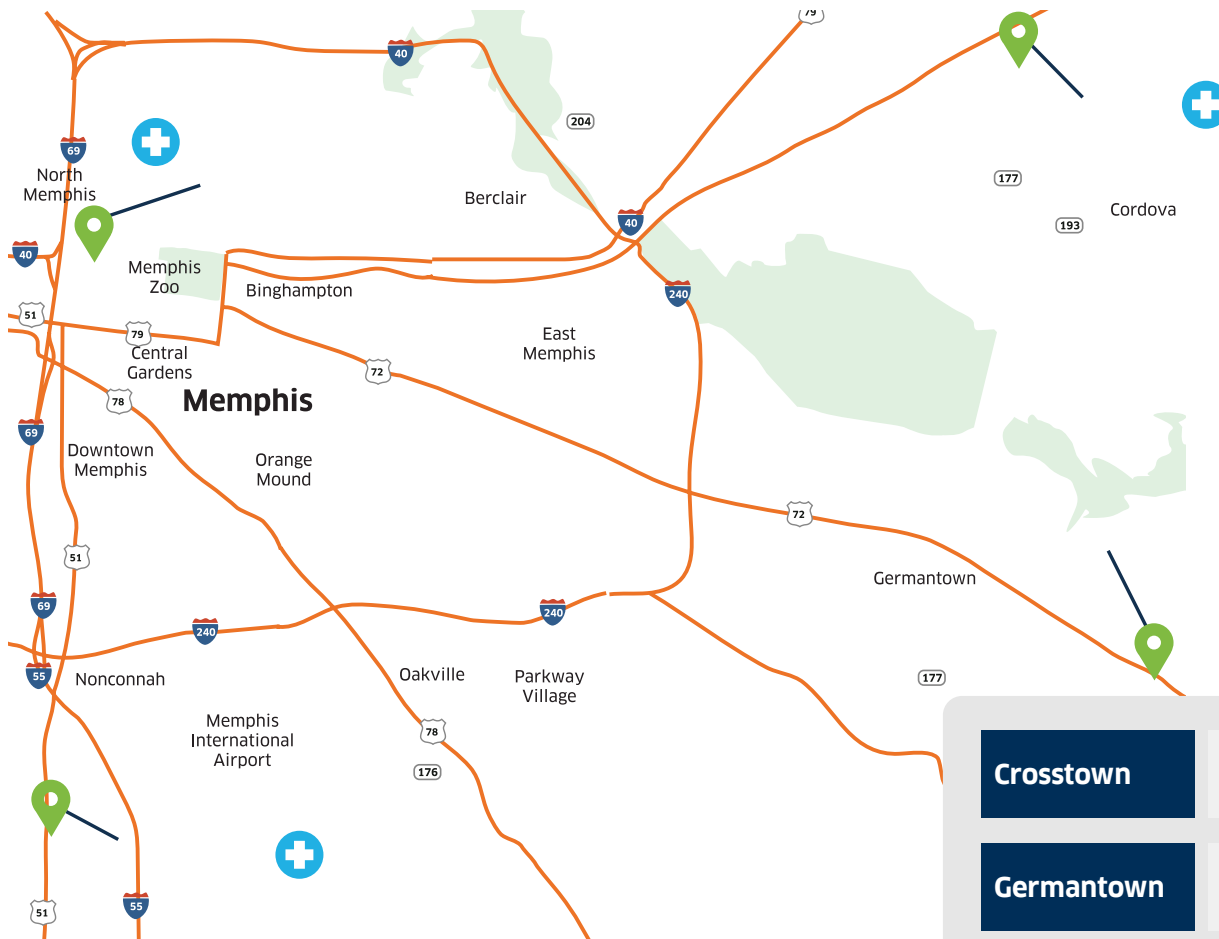 79
40
204
69
North
Memphis
177
Berclair
Cordova
40
193
40
Memphis
Zoo
Binghampton
240
51
79
East
Memphis
Central
Gardens
72
Memphis
78
69
Downtown
Memphis
Orange
Mound
72
51
Germantown
69
240
240
55
Nonconnah
Oakville
Parkway
Village
177
Memphis
International
Airport
78
176
Crosstown
Germantown
55
51